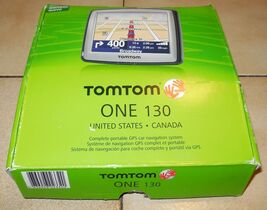 400
Broadway
TOMTOM
TOMTOM
ONE 130
UNITED STATES • CANADA
Complete portable GPS car navigation system
Système de navigation GPS complet et portable
Sistema de navegación para coche completo y portátil vía GPS
TOMTOM
ONE 130